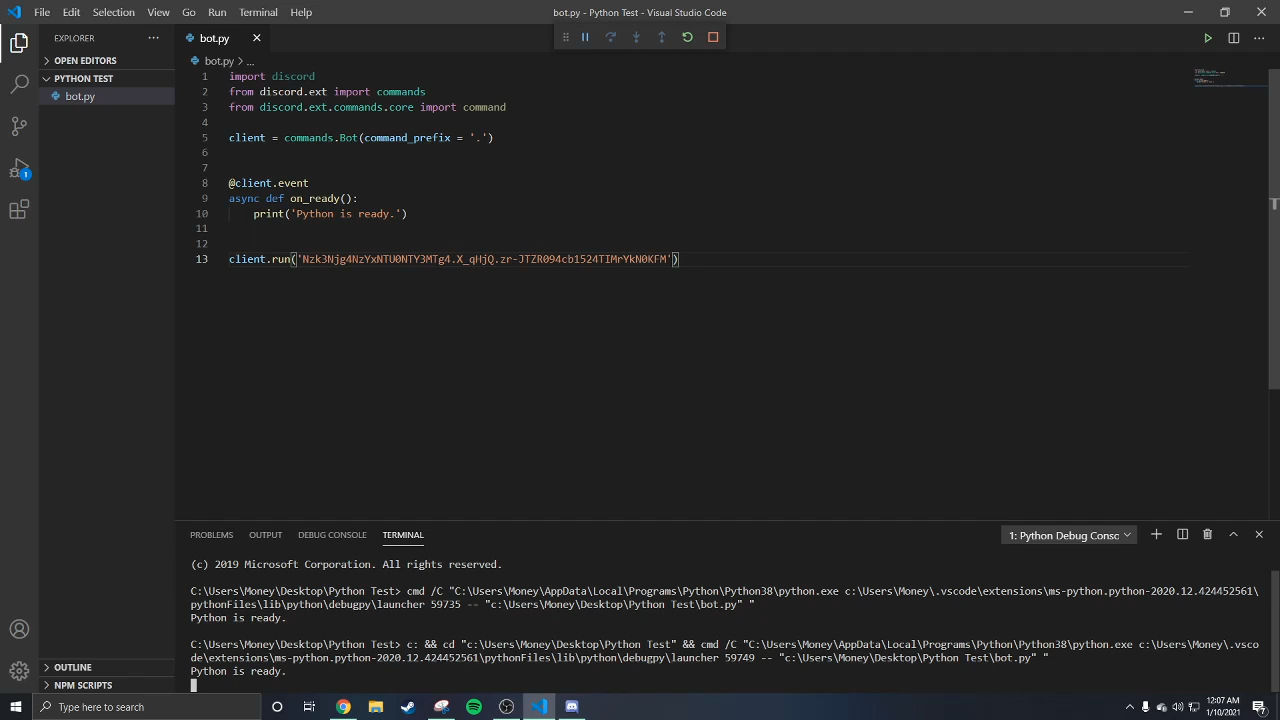 File Edit Selection View Go Run Terminal Help
bot.py - Python Test - Visual Studio Code
EXPLORER
OPEN EDITORS
PYTHON TEST
bot.py
OUTLINE
NPM SCRIPTS
1
bot.py
bot.py > ...
1 import discord
2 from discord.ext import commands
3 from discord.ext.commands.core import command
4
5 client = commands.Bot(command_prefix = '.')
6
7
8 @client.event
9 async def on_ready():
10 print('Python is ready.')
11
12
13 client.run('Nzk3Njg4NzYxNTU0NTY3MTg4.X_qHjQ.zr-JTZR094cb1524TIMrYkN0KFM')
PROBLEMS OUTPUT DEBUG CONSOLE TERMINAL
1: Python Debug Consc
(c) 2019 Microsoft Corporation. All rights reserved.
C:\Users\Money\Desktop\Python Test> cmd /C "C:\Users\Money\AppData\Local\Programs\Python\Python38\python.exe c:\Users\Money\.vscode\extensions\ms-python.python-2020.12.424452561\
pythonFiles\lib\python\debugpy\launcher 59735 -- "c:\Users\Money\Desktop\Python Test\bot.py" "
Python is ready.
C:\Users\Money\Desktop\Python Test> c: && cd "c:\Users\Money\Desktop\Python Test" && cmd /C "C:\Users\Money\AppData\Local\Programs\Python\Python38\python.exe c:\Users\Money\.vsco
de\extensions\ms-python.python-2020.12.424452561\pythonFiles\lib\python\debugpy\launcher 59749 -- "c:\Users\Money\Desktop\Python Test\bot.py" "
Python is ready.
Type here to search
12:07 AM
1/10/2021